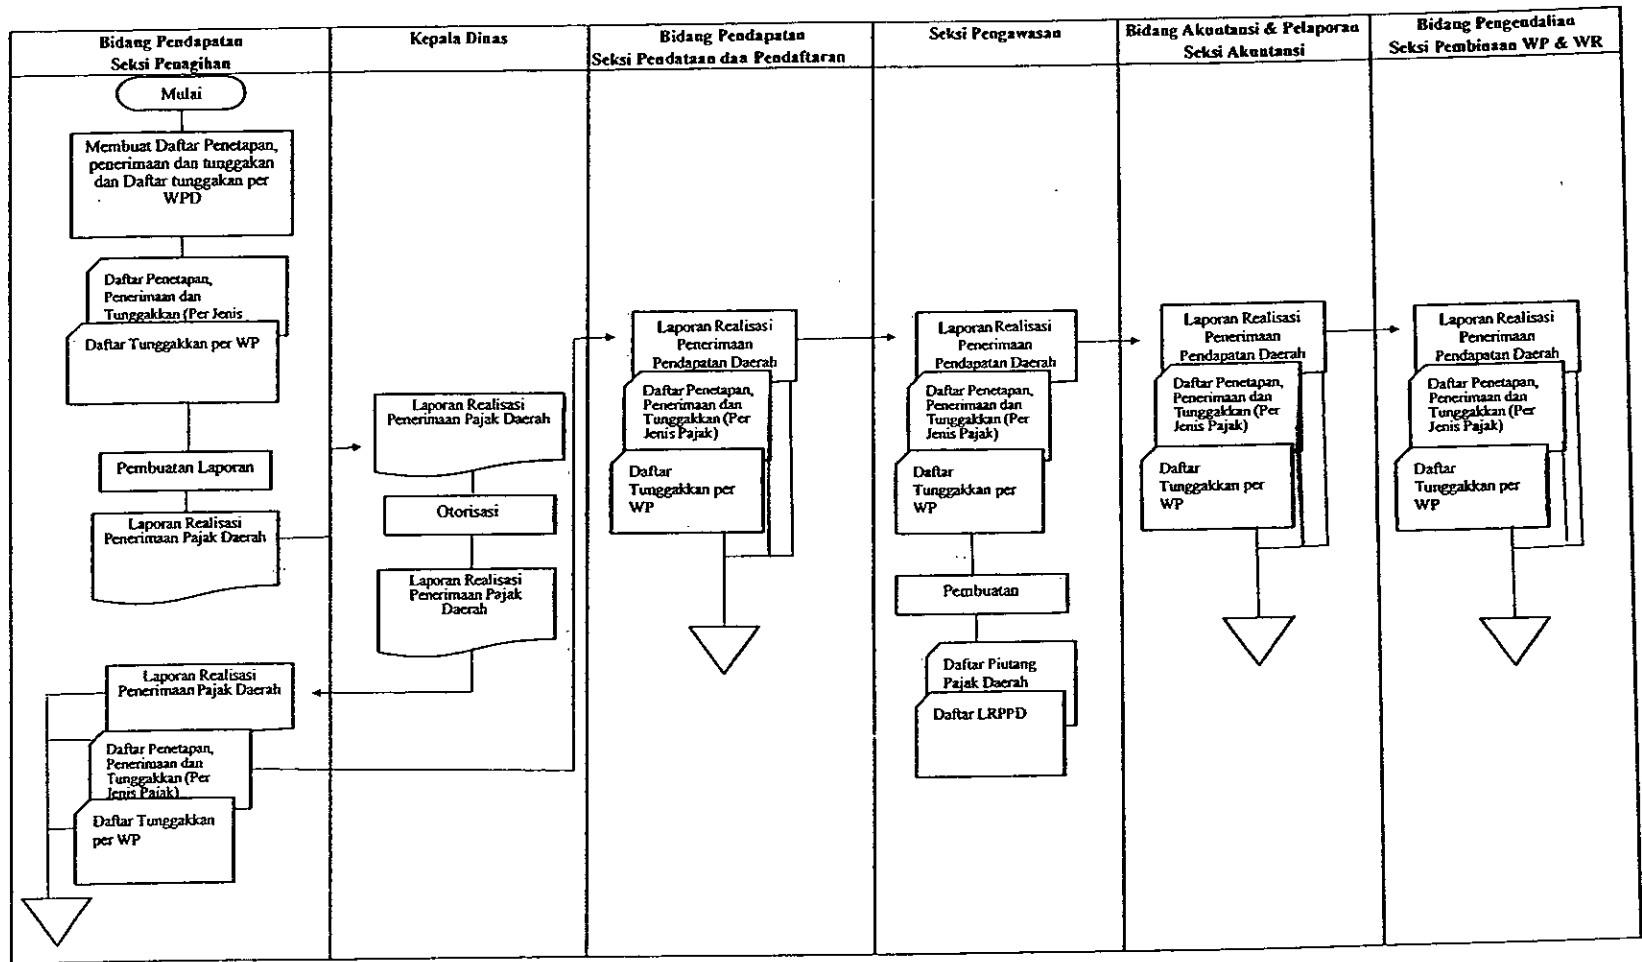 Bidang Pendapatan
Seksi Penagihan
Kepala Dinas
Bidang Pendapatan
Seksi Pendataan dan Pendaftaran
Seksi Pengawasan
Bidang Akuntansi & Pelaporan
Seksi Akuntansi
Bidang Pengendalian
Seksi Pembinaan WP & WR
Mulai
Membuat Daftar Penetapan,
penerimaan dan tunggakan
dan Daftar tunggakan per
WPD
Daftar Penetapan,
Penerimaan dan
Tunggakkan (Per Jenis
Daftar Tunggakkan per WP
Pembuatan Laporan
Laporan Realisasi
Penerimaan Pajak Daerah
Laporan Realisasi
Penerimaan Pajak Daerah
Daftar Penetapan,
Penerimaan dan
Tunggakkan (Per
Jenis Pajak)
Daftar Tunggakkan
per WP
Laporan Realisasi
Penerimaan Pajak Daerah
Otorisasi
Laporan Realisasi
Penerimaan Pajak
Daerah
Laporan Realisasi
Penerimaan
Pendapatan Daerah
Daftar Penetapan,
Penerimaan dan
Tunggakkan (Per
Jenis Pajak)
Daftar
Tunggakkan per
WP
Laporan Realisasi
Penerimaan
Pendapatan Daerah
Daftar Penetapan,
Penerimaan dan
Tunggakkan (Per
Jenis Pajak)
Daftar
Tunggakkan per
WP
Pembuatan
Daftar Piutang
Pajak Daerah
Daftar LRPPD
Laporan Realisasi
Penerimaan
Pendapatan Daerah
Daftar Penetapan,
Penerimaan dan
Tunggakkan (Per
Jenis Pajak)
Daftar
Tunggakkan per
WP
Laporan Realisasi
Penerimaan
Pendapatan Daerah
Daftar Penetapan,
Penerimaan dan
Tunggakkan (Per
Jenis Pajak)
Daftar
Tunggakkan per
WP